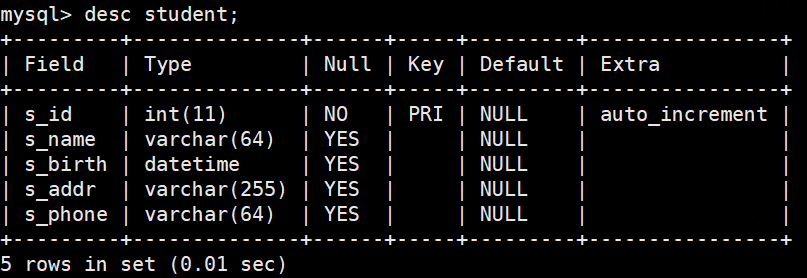 mysql> desc student;
+---------+--------------+------+-----+---------+----------------+
| Field   | Type         | Null | Key | Default | Extra          |
+---------+--------------+------+-----+---------+----------------+
| s_id    | int(11)      | NO   | PRI | NULL    | auto_increment |
| s_name  | varchar(64)  | YES  |     | NULL    |                |
| s_birth | datetime     | YES  |     | NULL    |                |
| s_addr  | varchar(255) | YES  |     | NULL    |                |
| s_phone | varchar(64)  | YES  |     | NULL    |                |
+---------+--------------+------+-----+---------+----------------+
5 rows in set (0.01 sec)